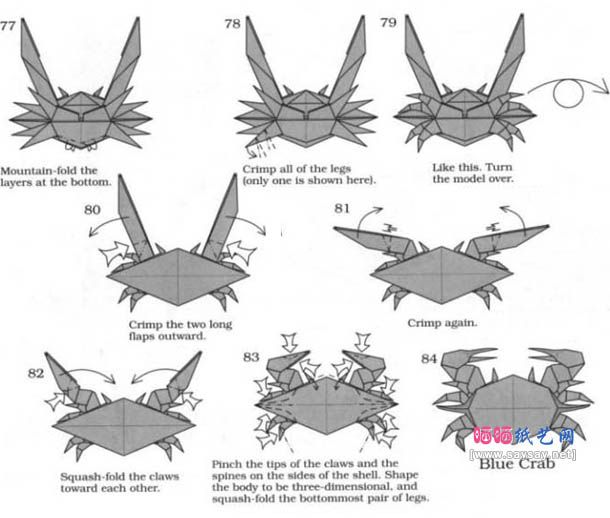 77
78
79
Mountain-fold the
layers at the bottom.
Crimp all of the legs
(only one is shown here).
Like this. Turn
the model over.
80
81
Crimp the two long
flaps outward.
Crimp again.
82
83
84
Squash-fold the claws
toward each other.
Pinch the tips of the claws and the
spines on the sides of the shell. Shape
the body to be three-dimensional, and
squash-fold the bottommost pair of legs.
晒晒纸艺网
Blue Crab
www.saysay.net